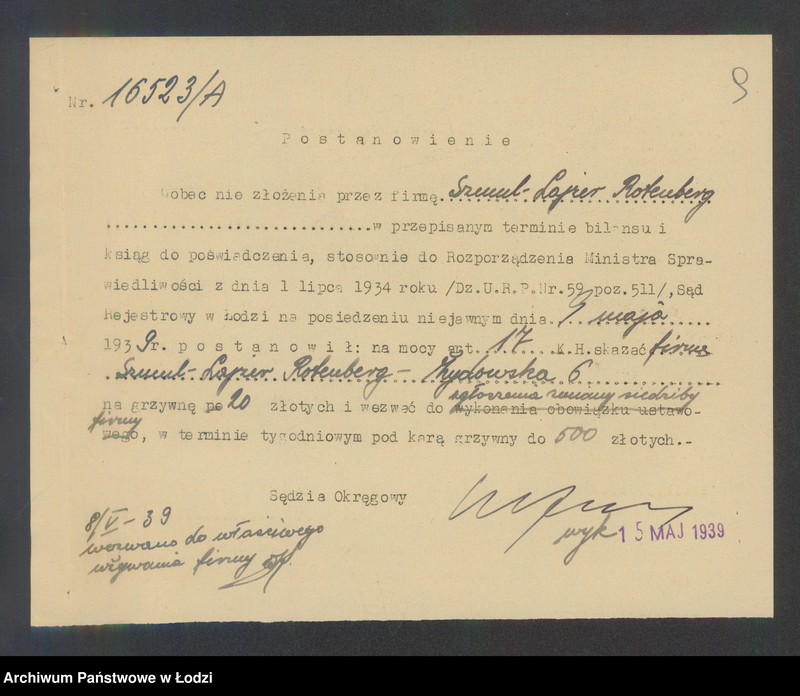 Nr. 16523/A
9
Postanowienie
Wobec nie złożenia przez firmę Szmul-Lajzer Rotenberg
..............................w przepisanym terminie bilansu i
ksiąg do poświadczenia, stosownie do Rozporządzenia Ministra Spra-
wiedliwości z dnia 1 lipca 1934 roku /Dz.U.R.P.Nr.59 poz.511/, Sąd
Rejestrowy w Łodzi na posiedzeniu niejawnym dnia 9 maja
1939r. postanowił: na mocy art. 17 K.H. skazać firmę
Szmul-Lajzer Rotenberg - Żydowska 6
zgłoszenia zmiany siedziby
na grzywnę po 20 złotych i wezwać do wykonania obowiązku ustawo-
firmy
wego, w terminie tygodniowym pod karą grzywny do 500 złotych.-
Sędzia Okręgowy
8/V-39
wezwano do właściwego
używania firmy
wyk 15 MAJ 1939
Archiwum Państwowe w Łodzi